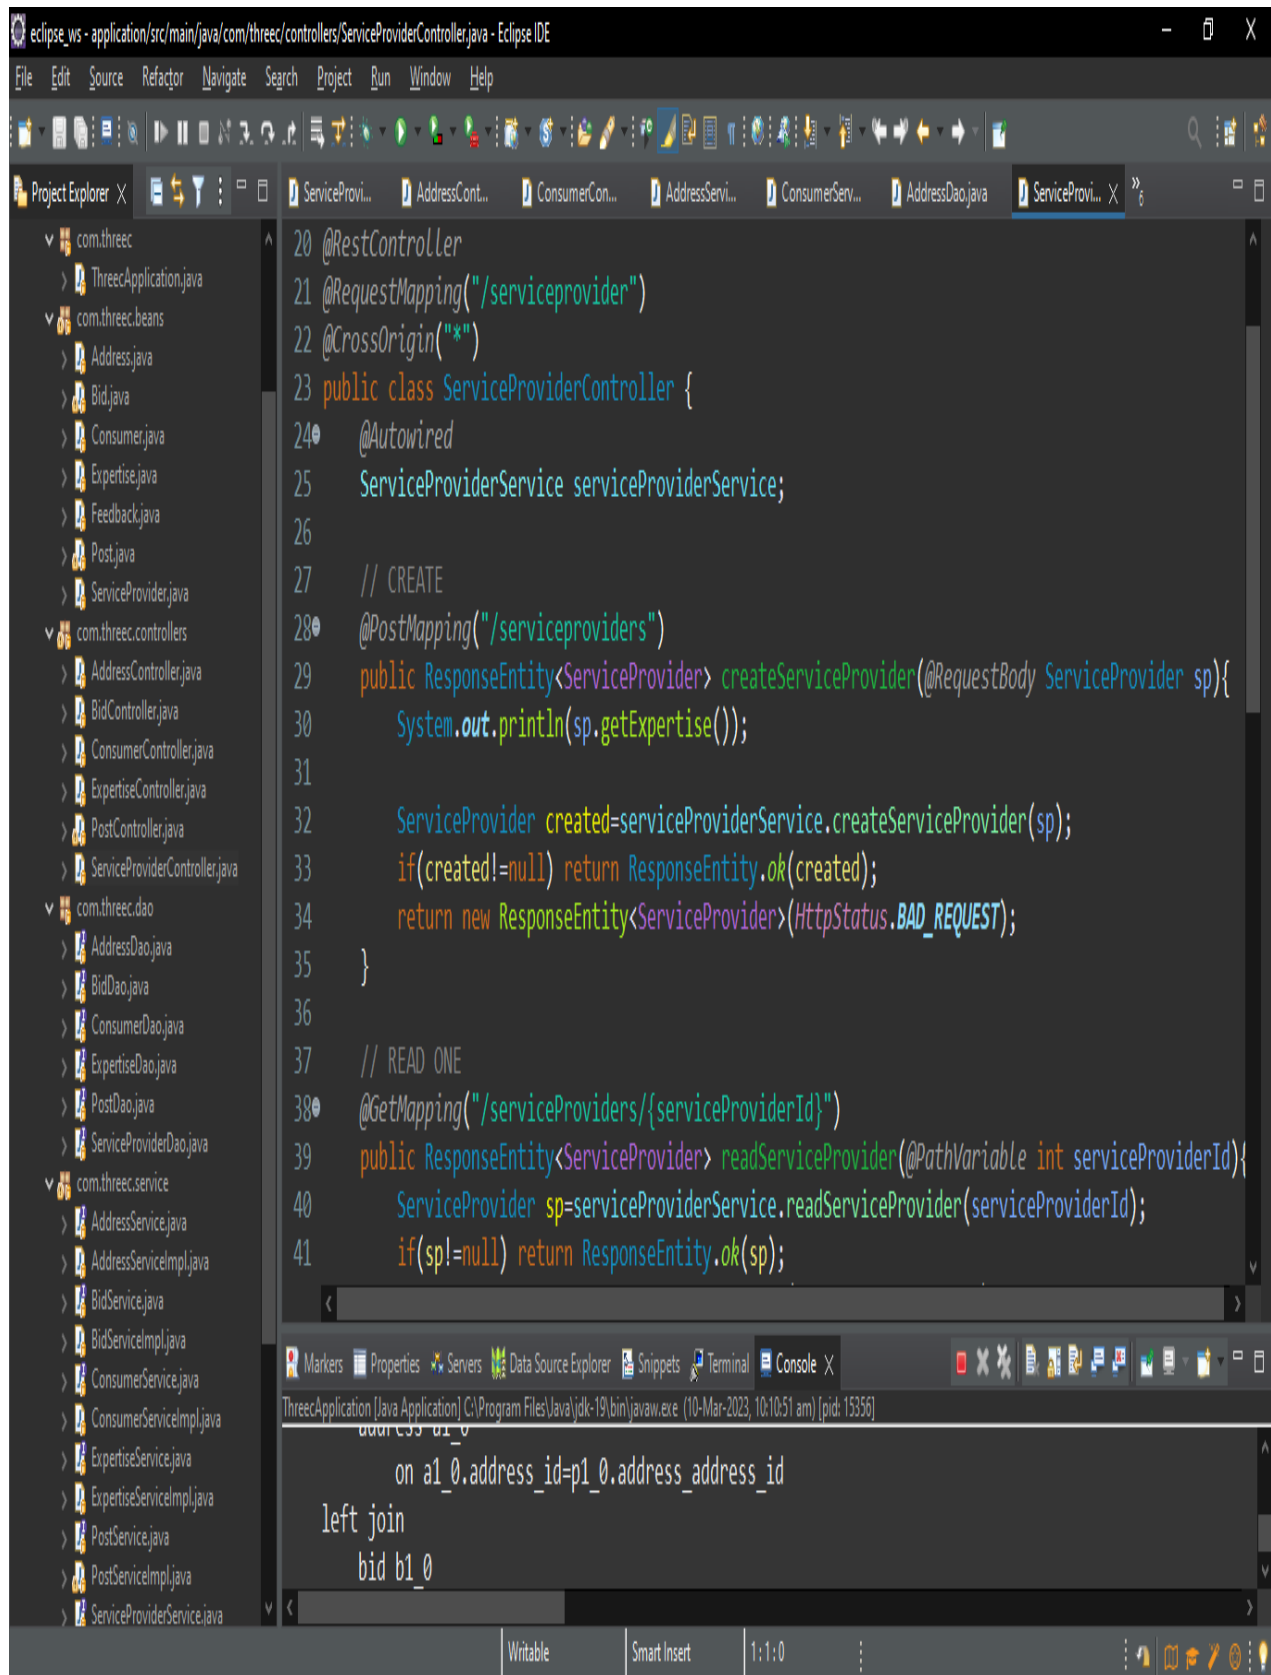 eclipse_ws - application/src/main/java/com/threec/controllers/ServiceProviderController.java - Eclipse IDE
File Edit Source Refactor Navigate Search Project Run Window Help
Project Explorer
ServiceProvi... AddressCont... ConsumerCon... AddressServi... ConsumerServ... AddressDao.java ServiceProvi... »6
com.threec
ThreecApplication.java
com.threec.beans
Address.java
Bid.java
Consumer.java
Expertise.java
Feedback.java
Post.java
ServiceProvider.java
com.threec.controllers
AddressController.java
BidController.java
ConsumerController.java
ExpertiseController.java
PostController.java
ServiceProviderController.java
com.threec.dao
AddressDao.java
BidDao.java
ConsumerDao.java
ExpertiseDao.java
PostDao.java
ServiceProviderDao.java
com.threec.service
AddressService.java
AddressServiceImpl.java
BidService.java
BidServiceImpl.java
ConsumerService.java
ConsumerServiceImpl.java
ExpertiseService.java
ExpertiseServiceImpl.java
PostService.java
PostServiceImpl.java
ServiceProviderService.java
20 @RestController
21 @RequestMapping("/serviceprovider")
22 @CrossOrigin("*")
23 public class ServiceProviderController {
24 @Autowired
25 ServiceProviderService serviceProviderService;
26
27 // CREATE
28 @PostMapping("/serviceproviders")
29 public ResponseEntity<ServiceProvider> createServiceProvider(@RequestBody ServiceProvider sp){
30 System.out.println(sp.getExpertise());
31
32 ServiceProvider created=serviceProviderService.createServiceProvider(sp);
33 if(created!=null) return ResponseEntity.ok(created);
34 return new ResponseEntity<ServiceProvider>(HttpStatus.BAD_REQUEST);
35 }
36
37 // READ ONE
38 @GetMapping("/serviceProviders/{serviceProviderId}")
39 public ResponseEntity<ServiceProvider> readServiceProvider(@PathVariable int serviceProviderId){
40 ServiceProvider sp=serviceProviderService.readServiceProvider(serviceProviderId);
41 if(sp!=null) return ResponseEntity.ok(sp);
Markers Properties Servers Data Source Explorer Snippets Terminal Console
ThreecApplication [Java Application] C:\Program Files\Java\jdk-19\bin\javaw.exe (10-Mar-2023, 10:10:51 am) [pid: 15356]
address a1_0
on a1_0.address_id=p1_0.address_address_id
left join
bid b1_0
Writable Smart Insert 1 : 1 : 0